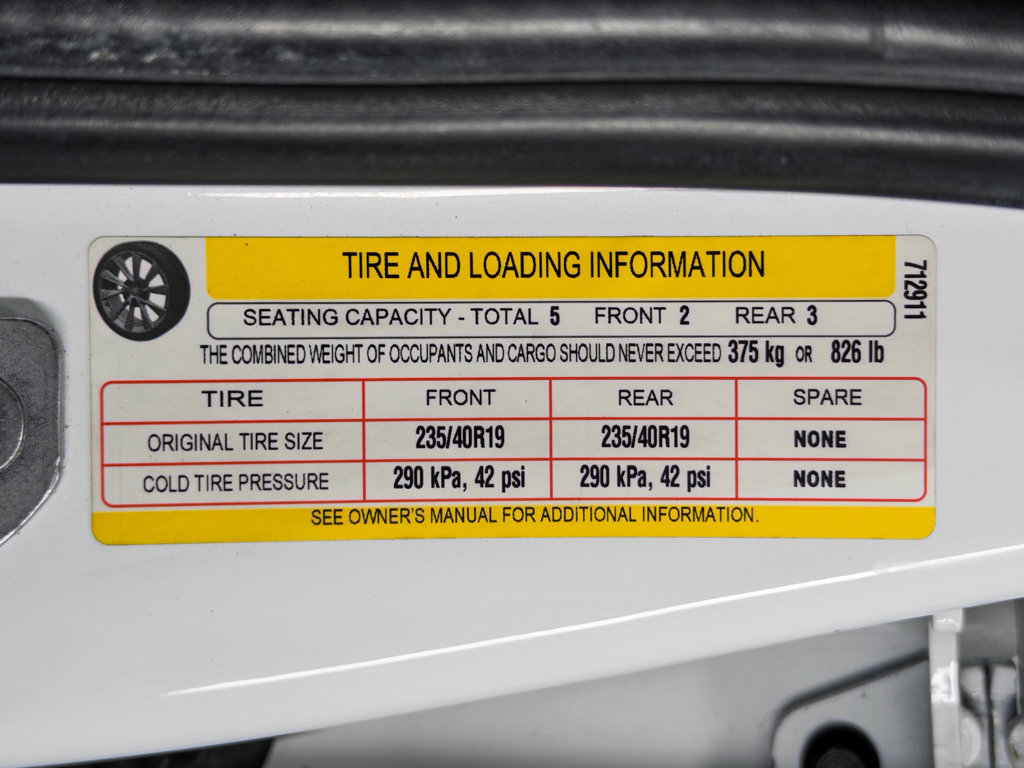 TIRE AND LOADING INFORMATION
712911
SEATING CAPACITY - TOTAL 5 FRONT 2 REAR 3
THE COMBINED WEIGHT OF OCCUPANTS AND CARGO SHOULD NEVER EXCEED 375 kg OR 826 lb
TIRE FRONT REAR SPARE
ORIGINAL TIRE SIZE 235/40R19 235/40R19 NONE
COLD TIRE PRESSURE 290 kPa, 42 psi 290 kPa, 42 psi NONE
SEE OWNER'S MANUAL FOR ADDITIONAL INFORMATION.